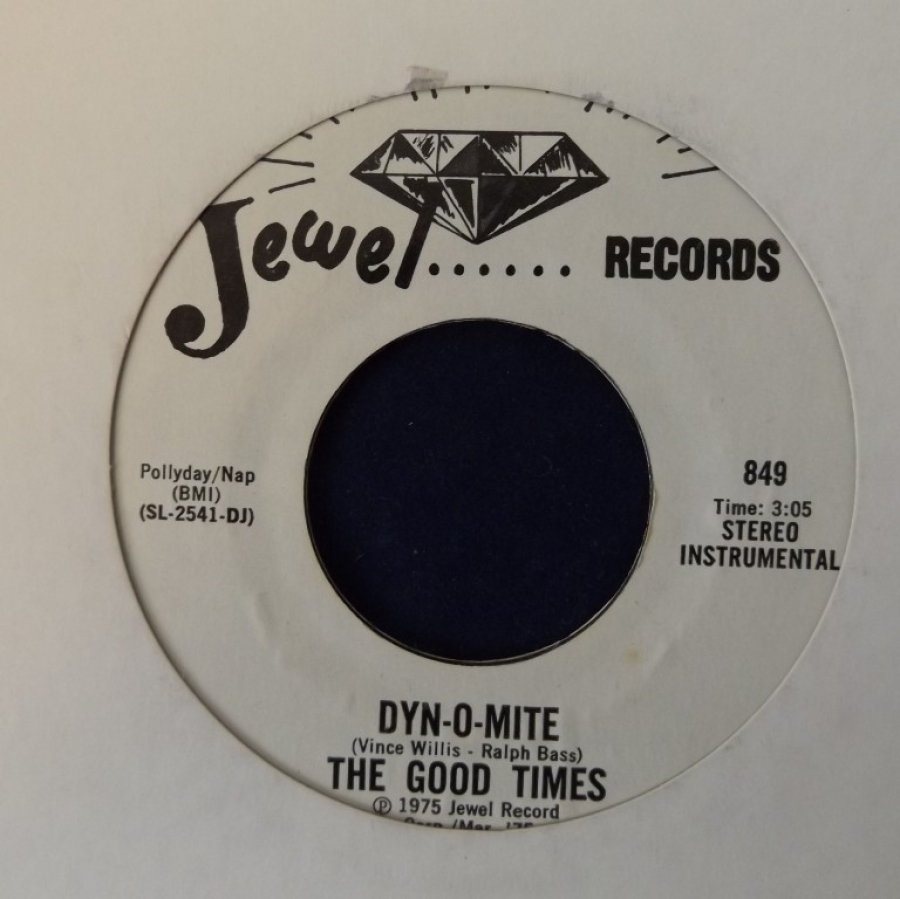 Jewel...... RECORDS
Pollyday/Nap
(BMI)
(SL-2541-DJ)
849
Time: 3:05
STEREO
INSTRUMENTAL
DYN-O-MITE
(Vince Willis - Ralph Bass)
THE GOOD TIMES
Ⓟ 1975 Jewel Record